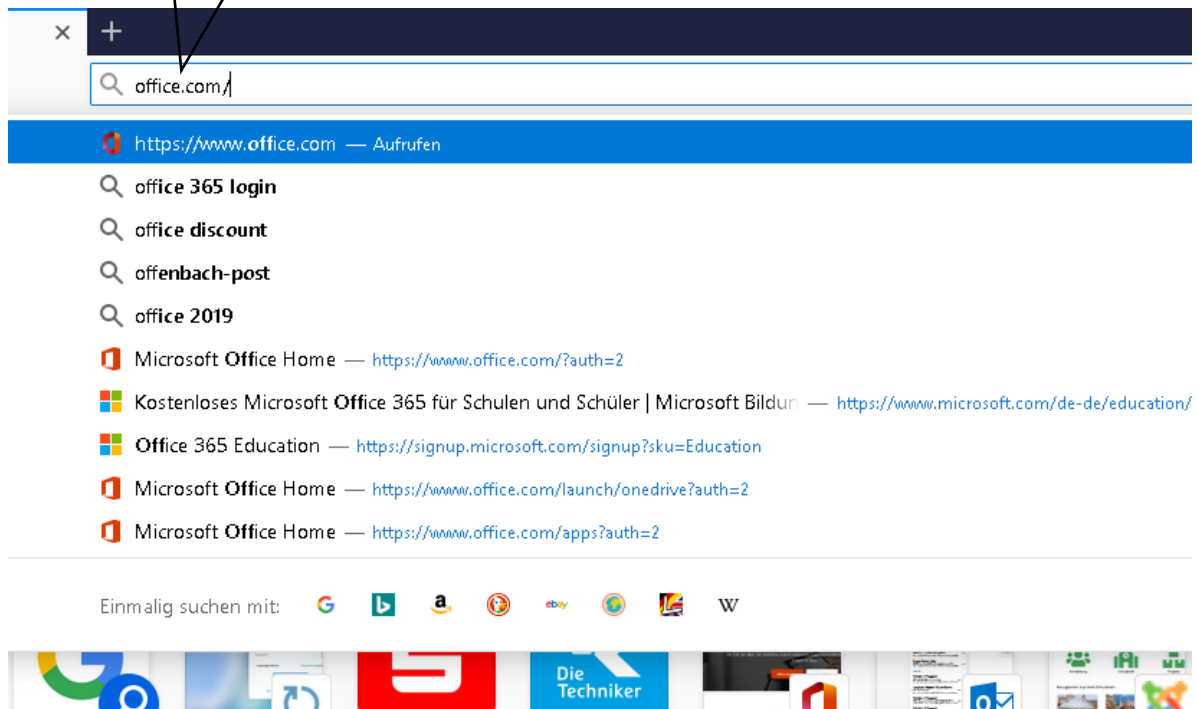 office.com/
https://www.office.com — Aufrufen
office 365 login
office discount
offenbach-post
office 2019
Microsoft Office Home — https://www.office.com/?auth=2
Kostenloses Microsoft Office 365 für Schulen und Schüler | Microsoft Bildun — https://www.microsoft.com/de-de/education/
Office 365 Education — https://signup.microsoft.com/signup?sku=Education
Microsoft Office Home — https://www.office.com/launch/onedrive?auth=2
Microsoft Office Home — https://www.office.com/apps?auth=2
Einmalig suchen mit: G b a ebay W
Die
Techniker